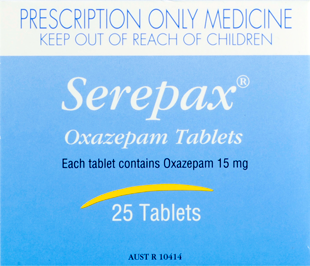 PRESCRIPTION ONLY MEDICINE
KEEP OUT OF REACH OF CHILDREN
Serepax®
Oxazepam Tablets
Each tablet contains Oxazepam 15 mg
25 Tablets
AUST R 10414